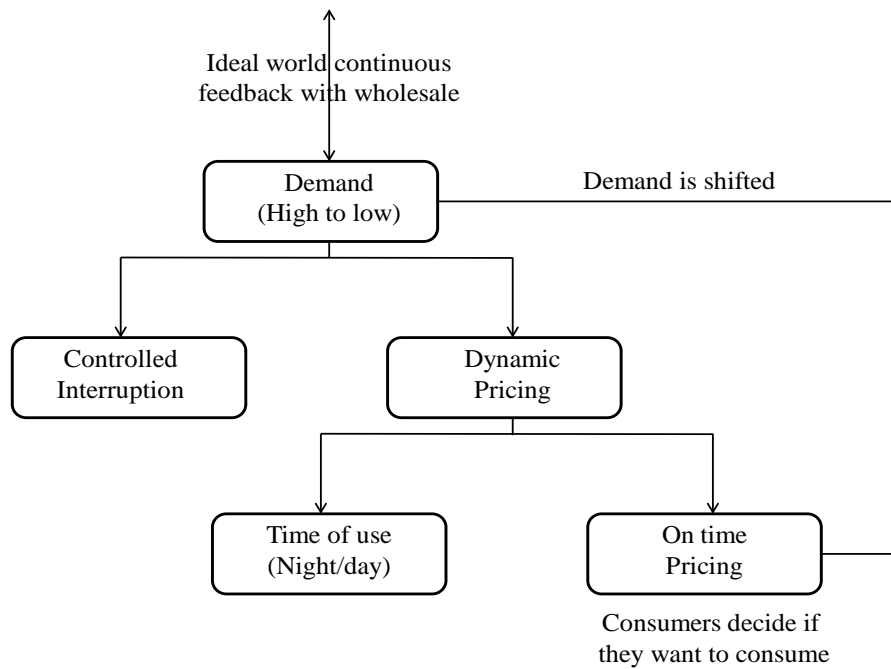 Ideal world continuous
feedback with wholesale
Demand
(High to low)
Demand is shifted
Controlled
Interruption
Dynamic
Pricing
Time of use
(Night/day)
On time
Pricing
Consumers decide if
they want to consume